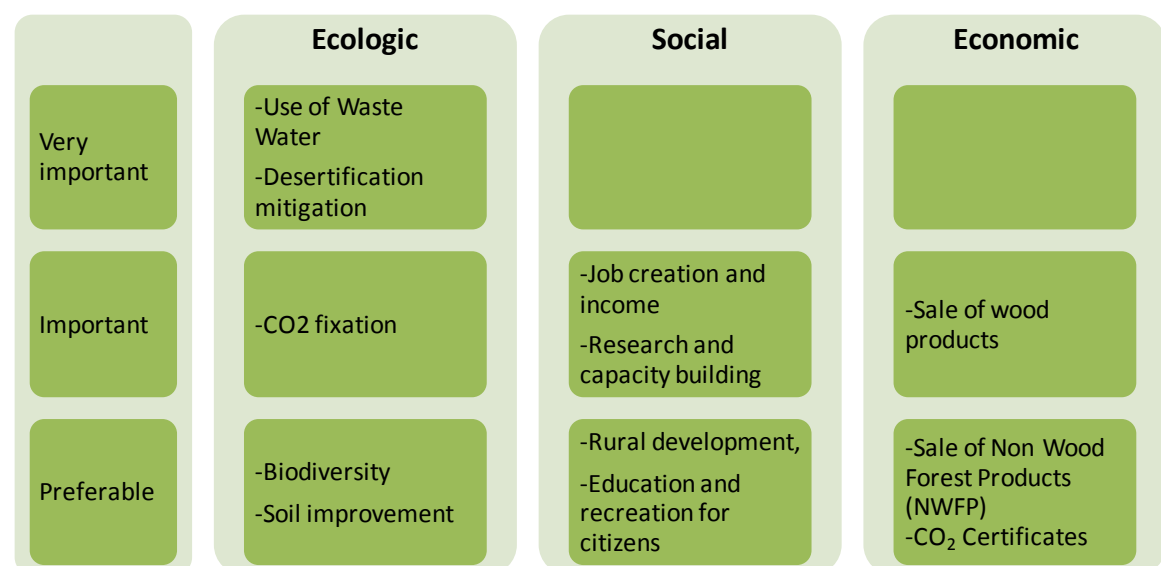 Ecologic
Social
Economic
Very
important
-Use of Waste
Water
-Desertification
mitigation
Important
-CO2 fixation
-Job creation and
income
-Research and
capacity building
-Sale of wood
products
Preferable
-Biodiversity
-Soil improvement
-Rural development,
-Education and
recreation for
citizens
-Sale of Non Wood
Forest Products
(NWFP)
-CO₂ Certificates